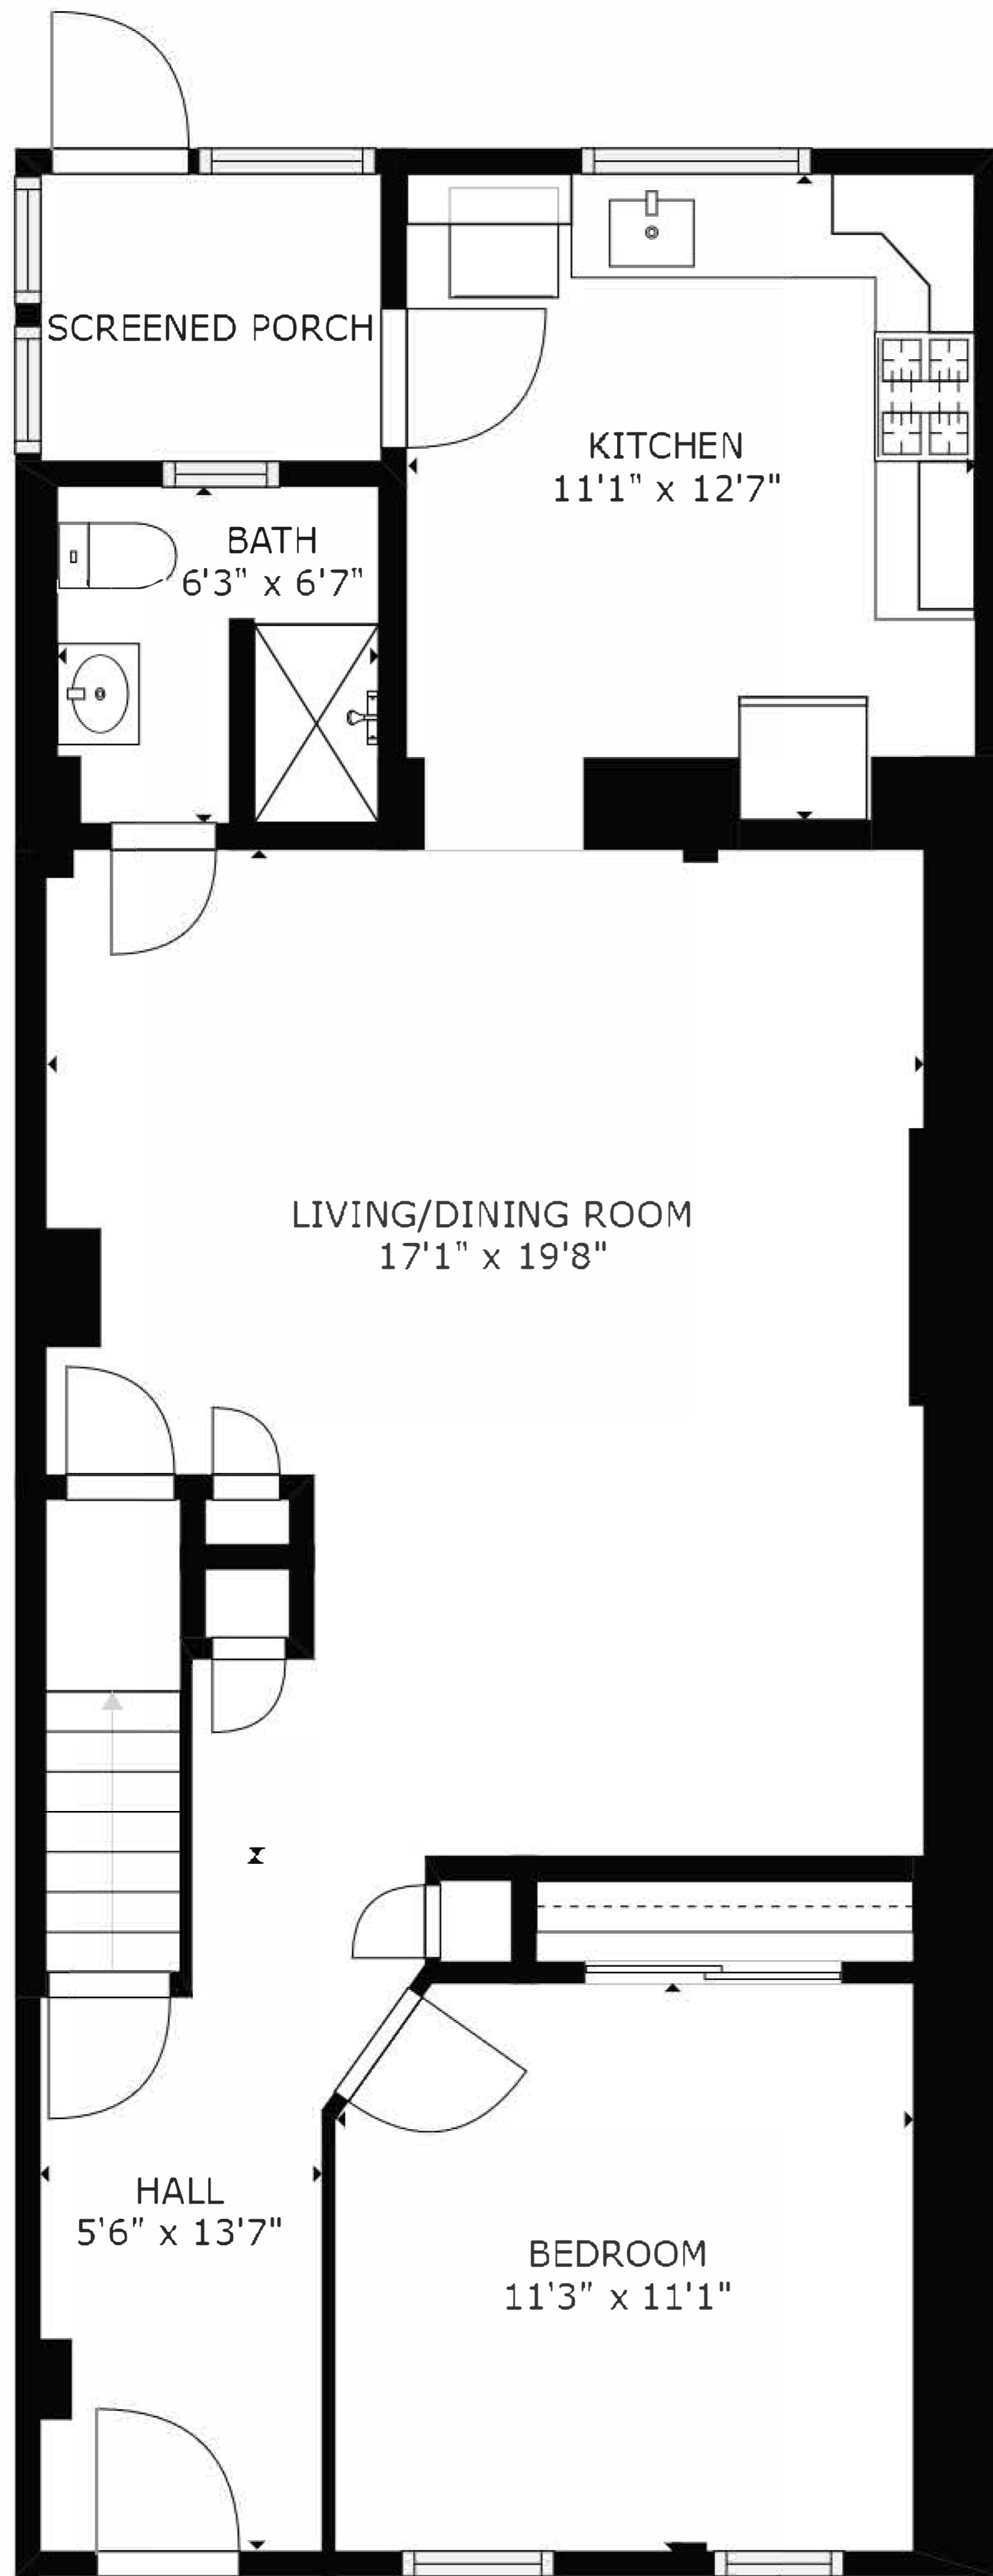 SCREENED PORCH
KITCHEN
11'1" x 12'7"
BATH
6'3" x 6'7"
LIVING/DINING ROOM
17'1" x 19'8"
HALL
5'6" x 13'7"
BEDROOM
11'3" x 11'1"